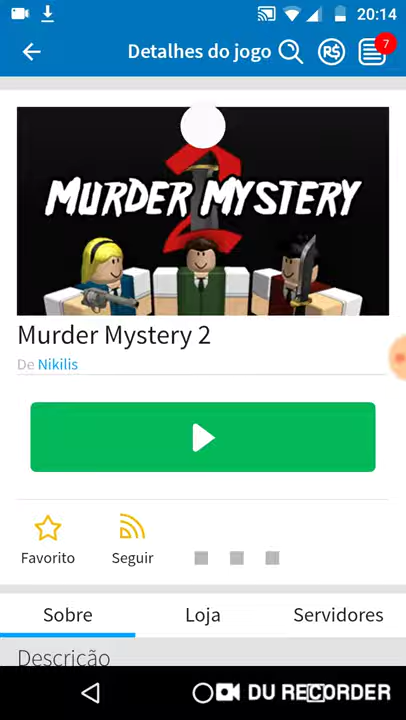 20:14
Detalhes do jogo
R$
7
MURDER MYSTERY
2
Murder Mystery 2
De Nikilis
Favorito
Seguir
Sobre
Loja
Servidores
Descrição
DU RECORDER